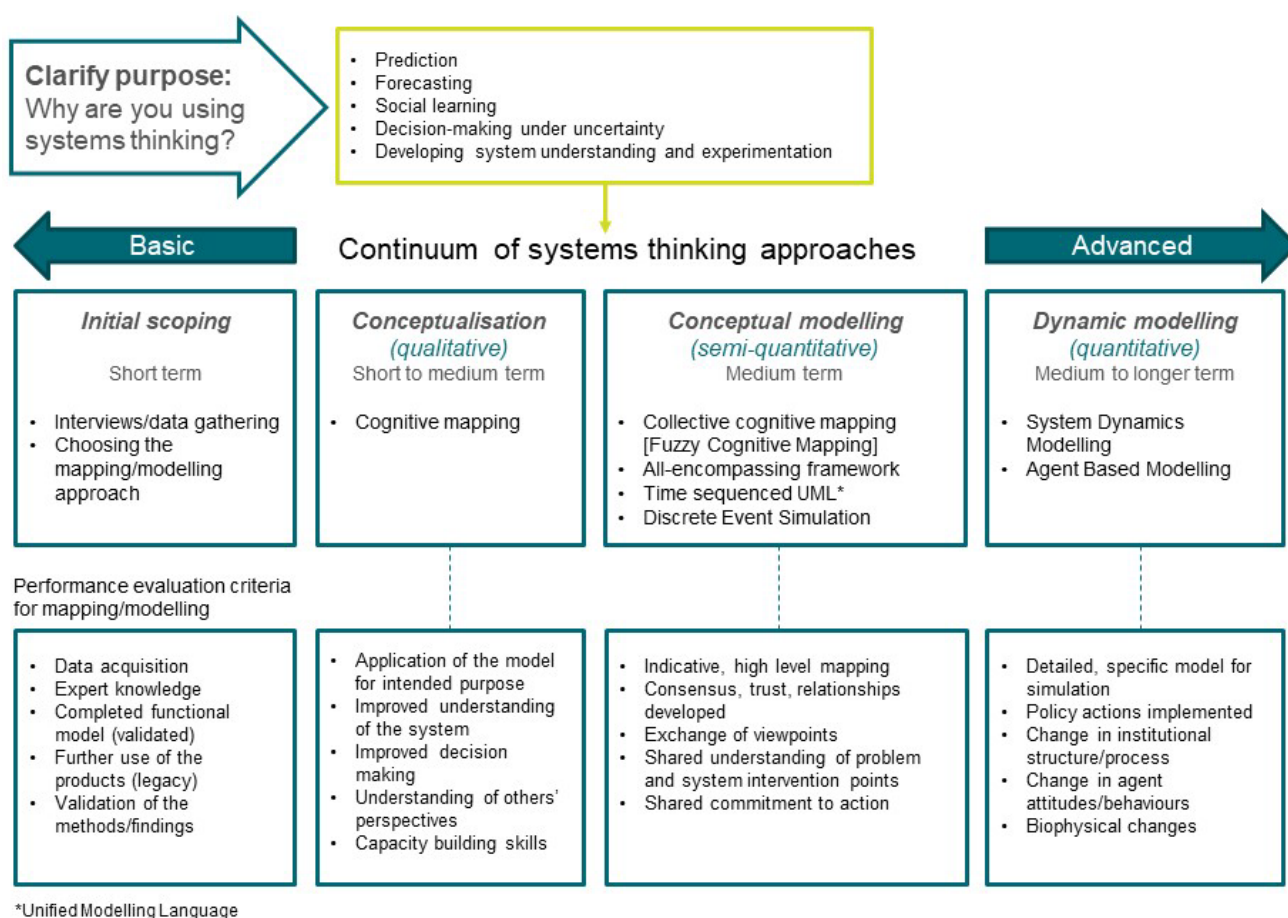 Clarify purpose:
Why are you using
systems thinking?
• Prediction
• Forecasting
• Social learning
• Decision-making under uncertainty
• Developing system understanding and experimentation
Basic
Continuum of systems thinking approaches
Advanced
Initial scoping
Short term
• Interviews/data gathering
• Choosing the
mapping/modelling
approach
Conceptualisation
(qualitative)
Short to medium term
• Cognitive mapping
Conceptual modelling
(semi-quantitative)
Medium term
• Collective cognitive mapping
[Fuzzy Cognitive Mapping]
• All-encompassing framework
• Time sequenced UML*
• Discrete Event Simulation
Dynamic modelling
(quantitative)
Medium to longer term
• System Dynamics
Modelling
• Agent Based Modelling
Performance evaluation criteria
for mapping/modelling
• Data acquisition
• Expert knowledge
• Completed functional
model (validated)
• Further use of the
products (legacy)
• Validation of the
methods/findings
• Application of the model
for intended purpose
• Improved understanding
of the system
• Improved decision
making
• Understanding of others'
perspectives
• Capacity building skills
• Indicative, high level mapping
• Consensus, trust, relationships
developed
• Exchange of viewpoints
• Shared understanding of problem
and system intervention points
• Shared commitment to action
• Detailed, specific model for
simulation
• Policy actions implemented
• Change in institutional
structure/process
• Change in agent
attitudes/behaviours
• Biophysical changes
*Unified Modelling Language